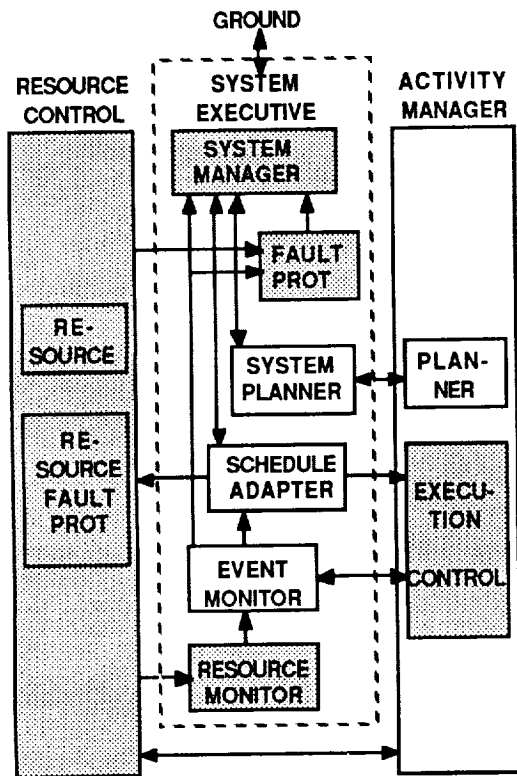 GROUND
RESOURCE
CONTROL
SYSTEM
EXECUTIVE
ACTIVITY
MANAGER
SYSTEM
MANAGER
FAULT
PROT
RE-
SOURCE
SYSTEM
PLANNER
PLAN-
NER
RE-
SOURCE
FAULT
PROT
SCHEDULE
ADAPTER
EXECU-
TION
CONTROL
EVENT
MONITOR
RESOURCE
MONITOR